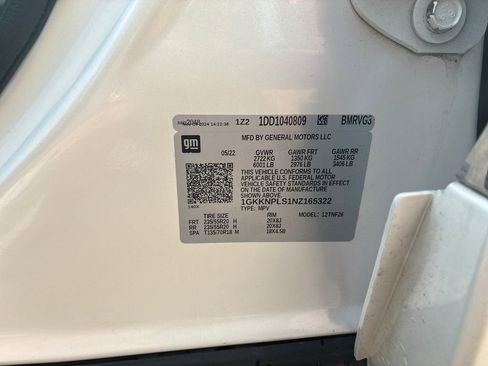 1Z2 1DD1040809 BMRVG3
gm
MFD BY GENERAL MOTORS LLC
05/22 GVWR GAWR FRT GAWR RR
2722 KG 1350 KG 1545 KG
6001 LB 2976 LB 3406 LB
THIS VEHICLE CONFORMS TO ALL
APPLICABLE U.S. FEDERAL MOTOR
VEHICLE SAFETY STANDARDS IN EFFECT
ON THE DATE OF MANUFACTURE
SHOWN ABOVE.
1GKKNPLS1NZ165322
TYPE: MPV MODEL: 12TNF26
140X
TIRE SIZE RIM
FRT 235/55R20 H 20X8J
RR 235/55R20 H 20X8J
SPA T135/70R18 M 18X4.5B